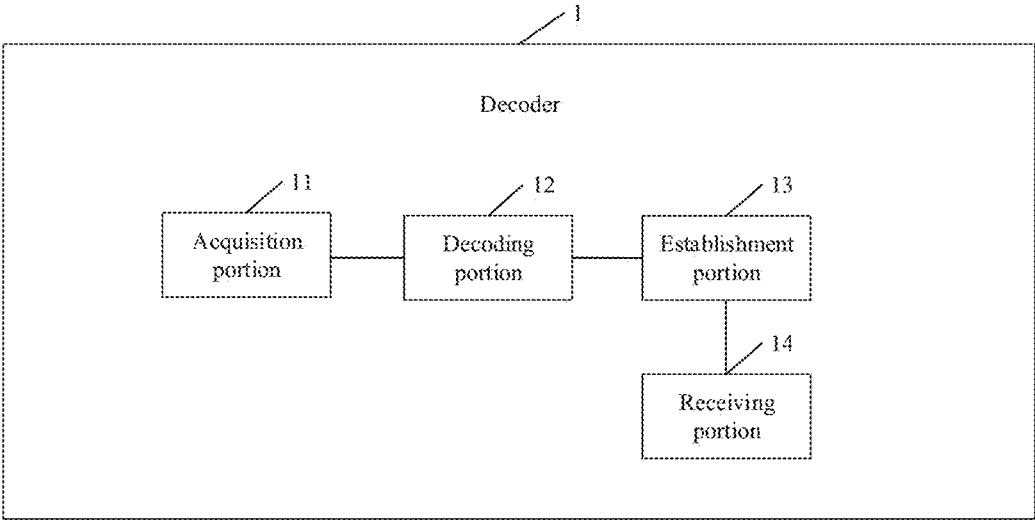 1
Decoder
11
12
13
Acquisition
portion
Decoding
portion
Establishment
portion
14
Receiving
portion